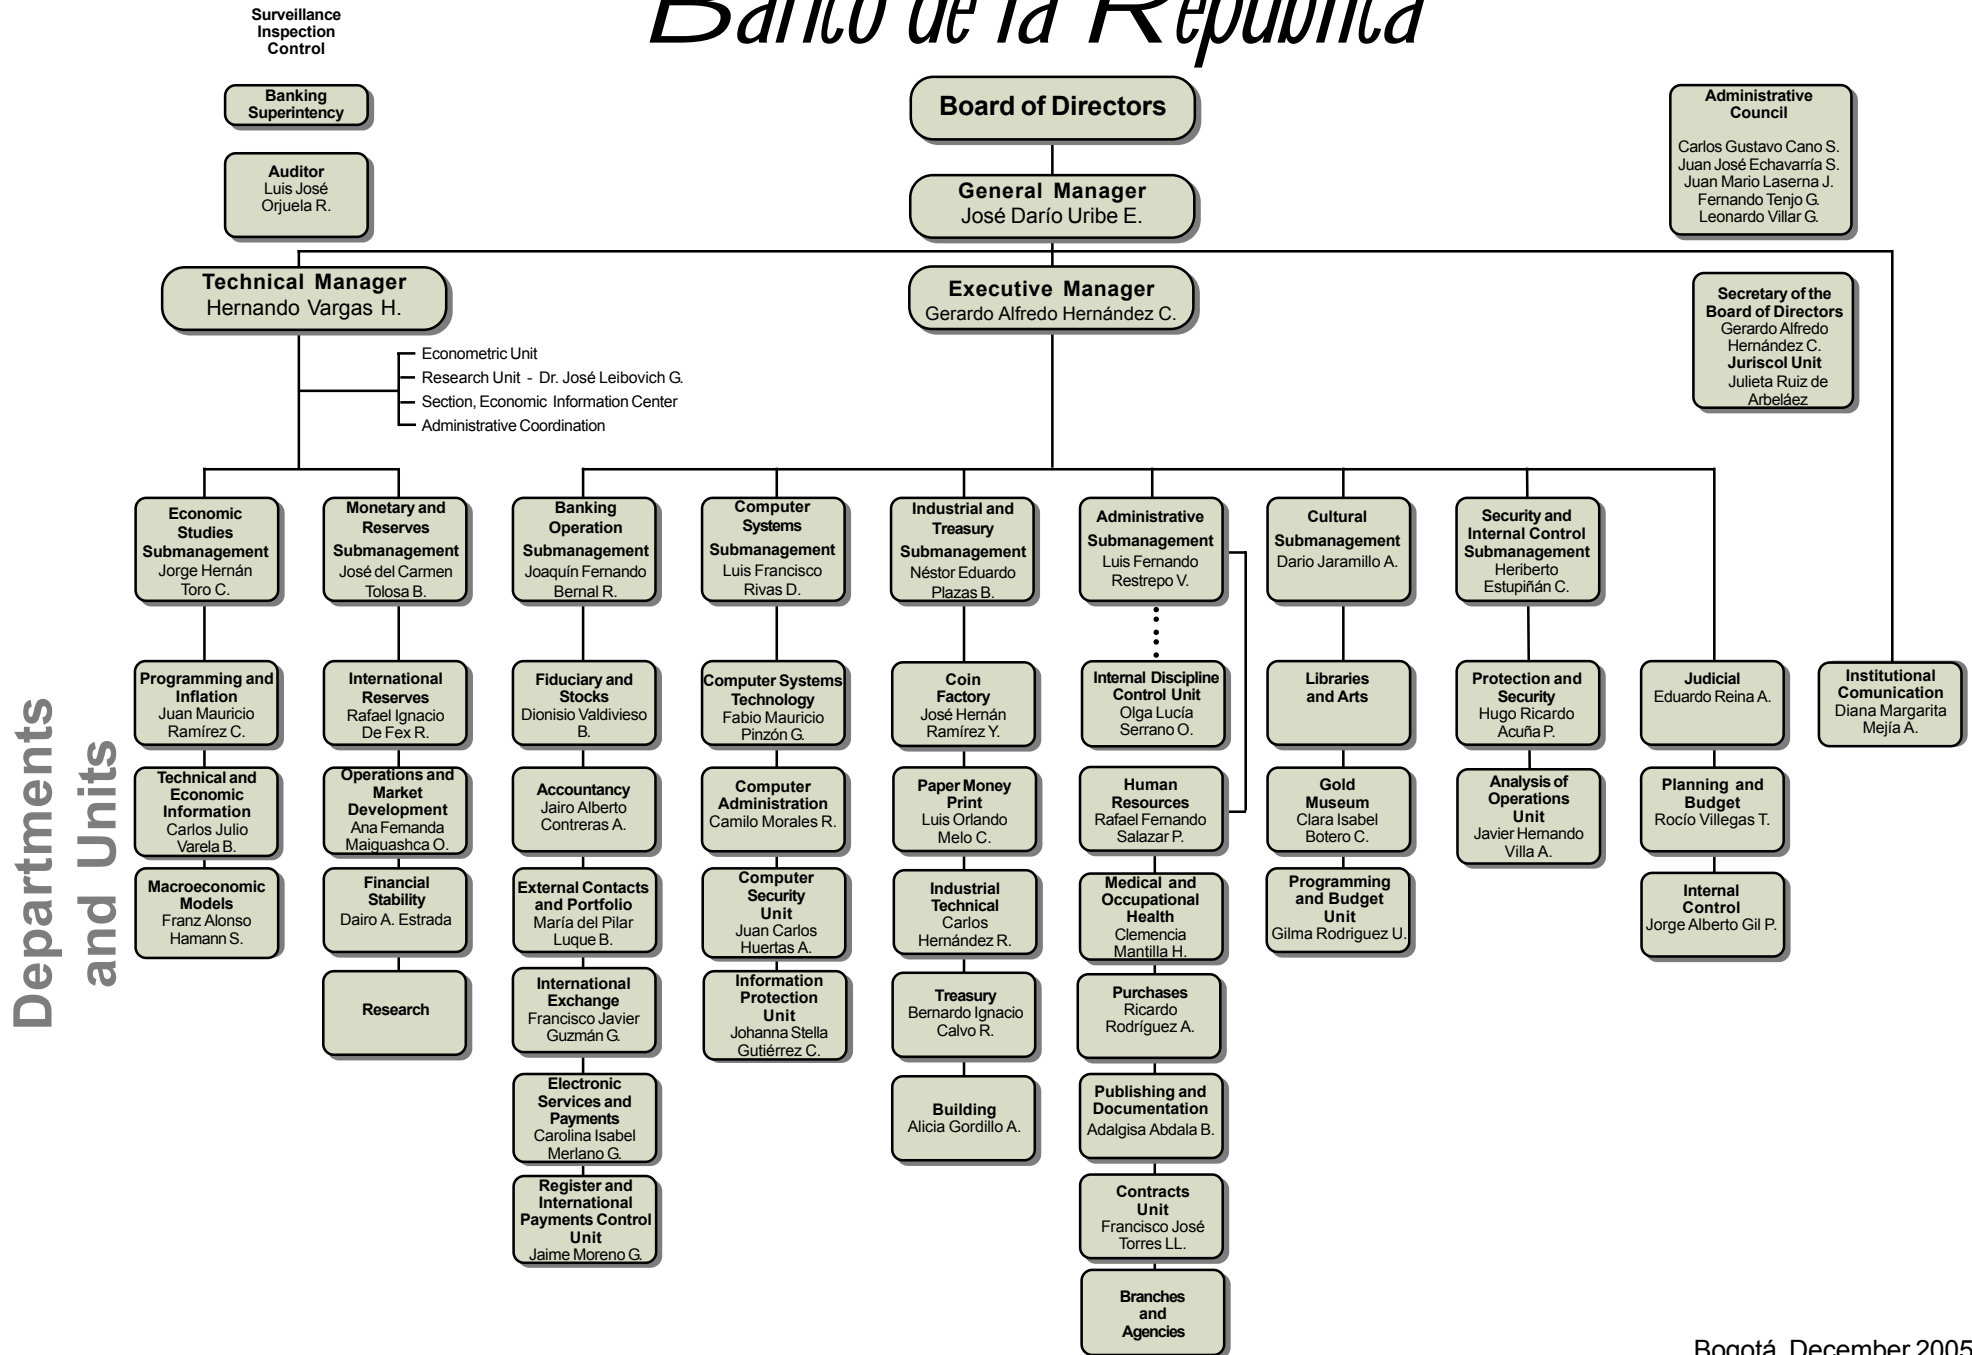 Banco de la República
Surveillance
Inspection
Control
Banking
Superintency
Auditor
Luis José
Orjuela R.
Board of Directors
General Manager
José Darío Uribe E.
Administrative
Council
Carlos Gustavo Cano S.
Juan José Echavarría S.
Juan Mario Laserna J.
Fernando Tenjo G.
Leonardo Villar G.
Technical Manager
Hernando Vargas H.
Executive Manager
Gerardo Alfredo Hernández C.
Secretary of the
Board of Directors
Gerardo Alfredo
Hernández C.
Juriscol Unit
Julieta Ruiz de
Arbeláez
Econometric Unit
Research Unit - Dr. José Leibovich G.
Section, Economic Information Center
Administrative Coordination
Economic
Studies
Submanagement
Jorge Hernán
Toro C.
Monetary and
Reserves
Submanagement
José del Carmen
Tolosa B.
Banking
Operation
Submanagement
Joaquín Fernando
Bernal R.
Computer
Systems
Submanagement
Luis Francisco
Rivas D.
Industrial and
Treasury
Submanagement
Néstor Eduardo
Plazas B.
Administrative
Submanagement
Luis Fernando
Restrepo V.
Cultural
Submanagement
Dario Jaramillo A.
Security and
Internal Control
Submanagement
Heriberto
Estupiñán C.
Departments
and Units
Programming and
Inflation
Juan Mauricio
Ramírez C.
International
Reserves
Rafael Ignacio
De Fex R.
Fiduciary and
Stocks
Dionisio Valdivieso
B.
Computer Systems
Technology
Fabio Mauricio
Pinzón G.
Coin
Factory
José Hernán
Ramírez Y.
Internal Discipline
Control Unit
Olga Lucía
Serrano O.
Libraries
and Arts
Protection and
Security
Hugo Ricardo
Acuña P.
Judicial
Eduardo Reina A.
Institutional
Comunication
Diana Margarita
Mejía A.
Technical and
Economic
Information
Carlos Julio
Varela B.
Operations and
Market
Development
Ana Fernanda
Maiguashca O.
Accountancy
Jairo Alberto
Contreras A.
Computer
Administration
Camilo Morales R.
Paper Money
Print
Luis Orlando
Melo C.
Human
Resources
Rafael Fernando
Salazar P.
Gold
Museum
Clara Isabel
Botero C.
Analysis of
Operations
Unit
Javier Hernando
Villa A.
Planning and
Budget
Rocío Villegas T.
Macroeconomic
Models
Franz Alonso
Hamann S.
Financial
Stability
Dairo A. Estrada
External Contacts
and Portfolio
María del Pilar
Luque B.
Computer
Security
Unit
Juan Carlos
Huertas A.
Industrial
Technical
Carlos
Hernández R.
Medical and
Occupational
Health
Clemencia
Mantilla H.
Programming
and Budget
Unit
Gilma Rodriguez U.
Internal
Control
Jorge Alberto Gil P.
Research
International
Exchange
Francisco Javier
Guzmán G.
Information
Protection
Unit
Johanna Stella
Gutiérrez C.
Treasury
Bernardo Ignacio
Calvo R.
Purchases
Ricardo
Rodríguez A.
Electronic
Services and
Payments
Carolina Isabel
Merlano G.
Building
Alicia Gordillo A.
Publishing and
Documentation
Adalgisa Abdala B.
Register and
International
Payments Control
Unit
Jaime Moreno G.
Contracts
Unit
Francisco José
Torres LL.
Branches
and
Agencies
Bogotá, December 2005